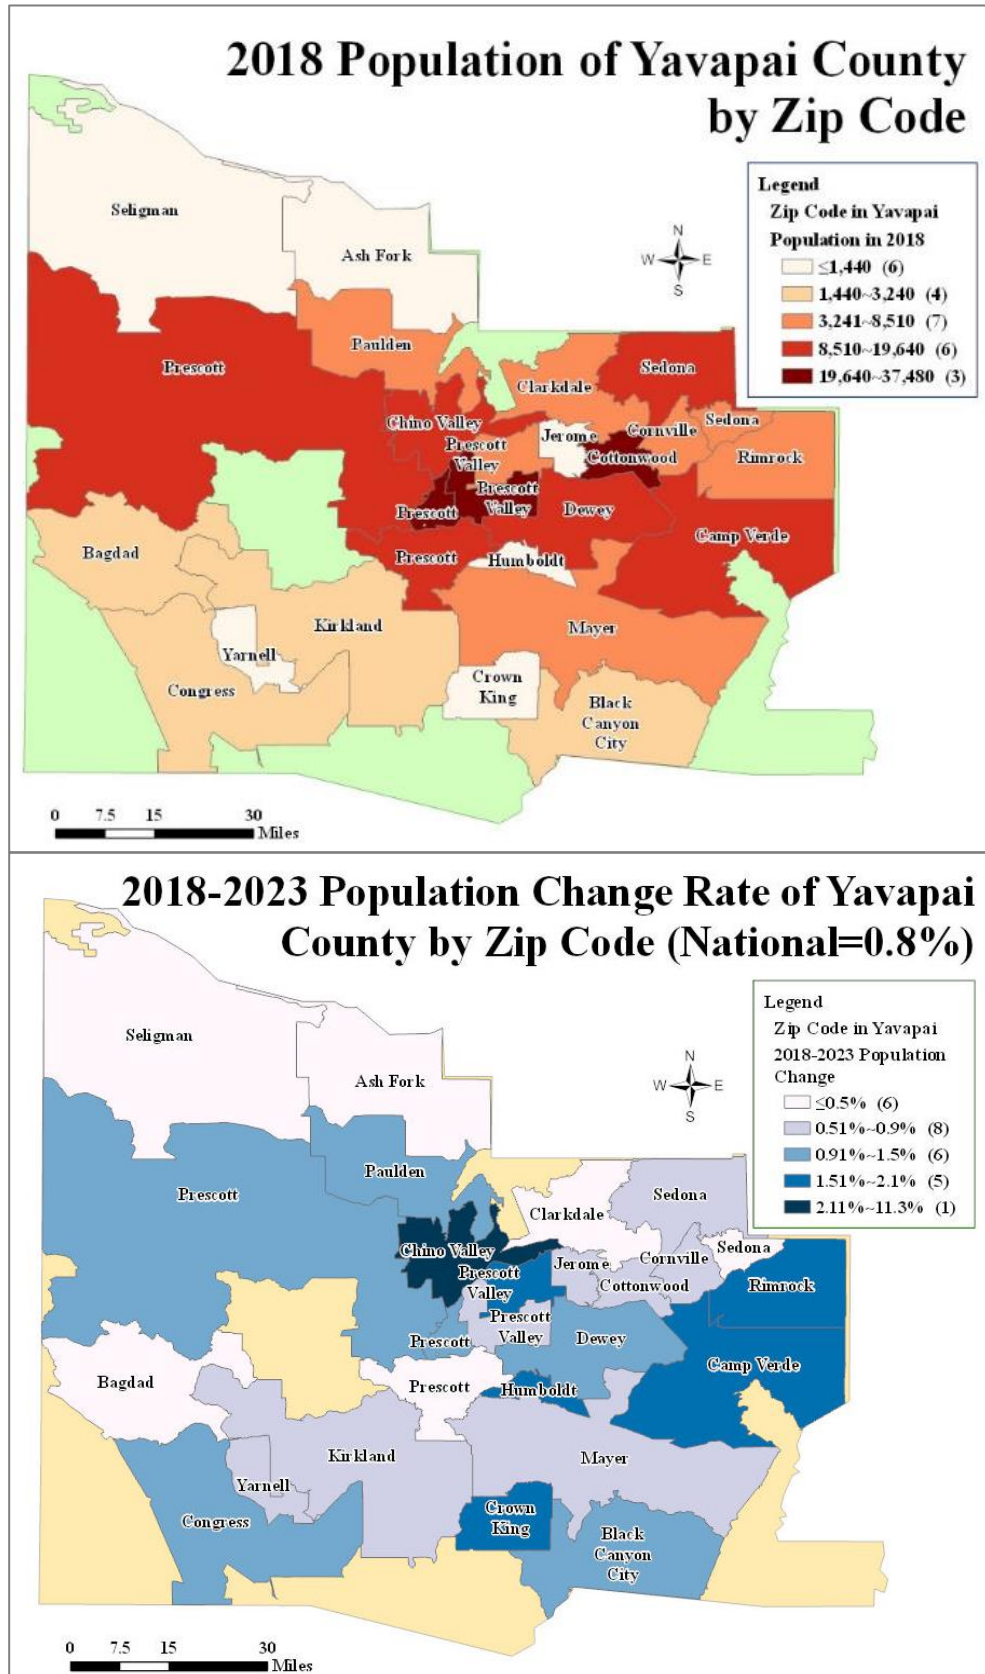 2018 Population of Yavapai County
by Zip Code
Legend
Zip Code in Yavapai
Population in 2018
≤1,440 (6)
1,440~3,240 (4)
3,241~8,510 (7)
8,510~19,640 (6)
19,640~37,480 (3)
N
W E
S
Seligman
Ash Fork
Paulden
Prescott
Sedona
Clarkdale
Chino Valley
Sedona
Jerome
Cornville
Prescott
Valley
Cottonwood
Rimrock
Prescott
Valley
Prescott
Dewey
Camp Verde
Bagdad
Prescott
Humboldt
Kirkland
Mayer
Yarnell
Congress
Crown
King
Black
Canyon
City
0 7.5 15 30
Miles
2018-2023 Population Change Rate of Yavapai
County by Zip Code (National=0.8%)
Legend
Zip Code in Yavapai
2018-2023 Population
Change
≤0.5% (6)
0.51%~0.9% (8)
0.91%~1.5% (6)
1.51%~2.1% (5)
2.11%~11.3% (1)
N
W E
S
Seligman
Ash Fork
Paulden
Prescott
Sedona
Clarkdale
Chino Valley
Sedona
Jerome
Cornville
Prescott
Valley
Cottonwood
Rimrock
Prescott
Valley
Prescott
Dewey
Camp Verde
Bagdad
Prescott
Humboldt
Kirkland
Mayer
Yarnell
Congress
Crown
King
Black
Canyon
City
0 7.5 15 30
Miles